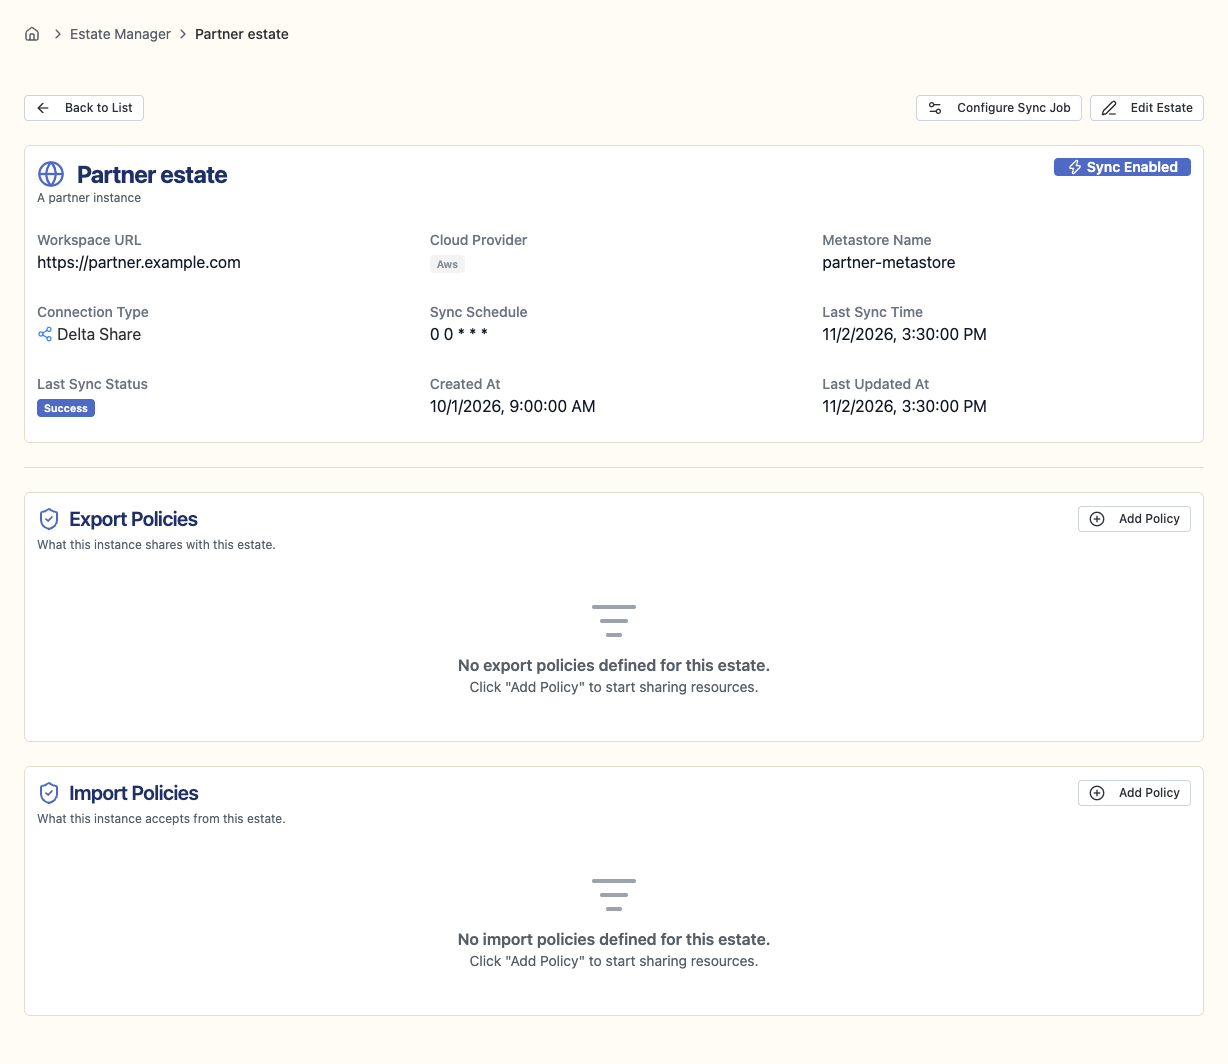 Estate Manager
Partner estate
Back to List
Configure Sync Job
Edit Estate
Partner estate
Sync Enabled
A partner instance
Workspace URL
https://partner.example.com
Cloud Provider
Aws
Metastore Name
partner-metastore
Connection Type
Delta Share
Sync Schedule
0 0 * * *
Last Sync Time
11/2/2026, 3:30:00 PM
Last Sync Status
Success
Created At
10/1/2026, 9:00:00 AM
Last Updated At
11/2/2026, 3:30:00 PM
Export Policies
Add Policy
What this instance shares with this estate.
No export policies defined for this estate.
Click "Add Policy" to start sharing resources.
Import Policies
Add Policy
What this instance accepts from this estate.
No import policies defined for this estate.
Click "Add Policy" to start sharing resources.